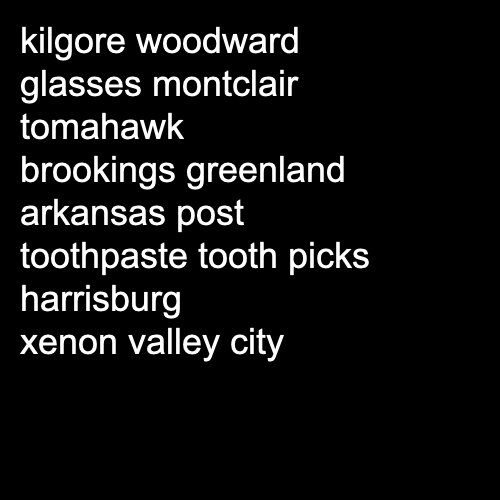 kilgore woodward
glasses montclair
tomahawk
brookings greenland
arkansas post
toothpaste tooth picks
harrisburg
xenon valley city